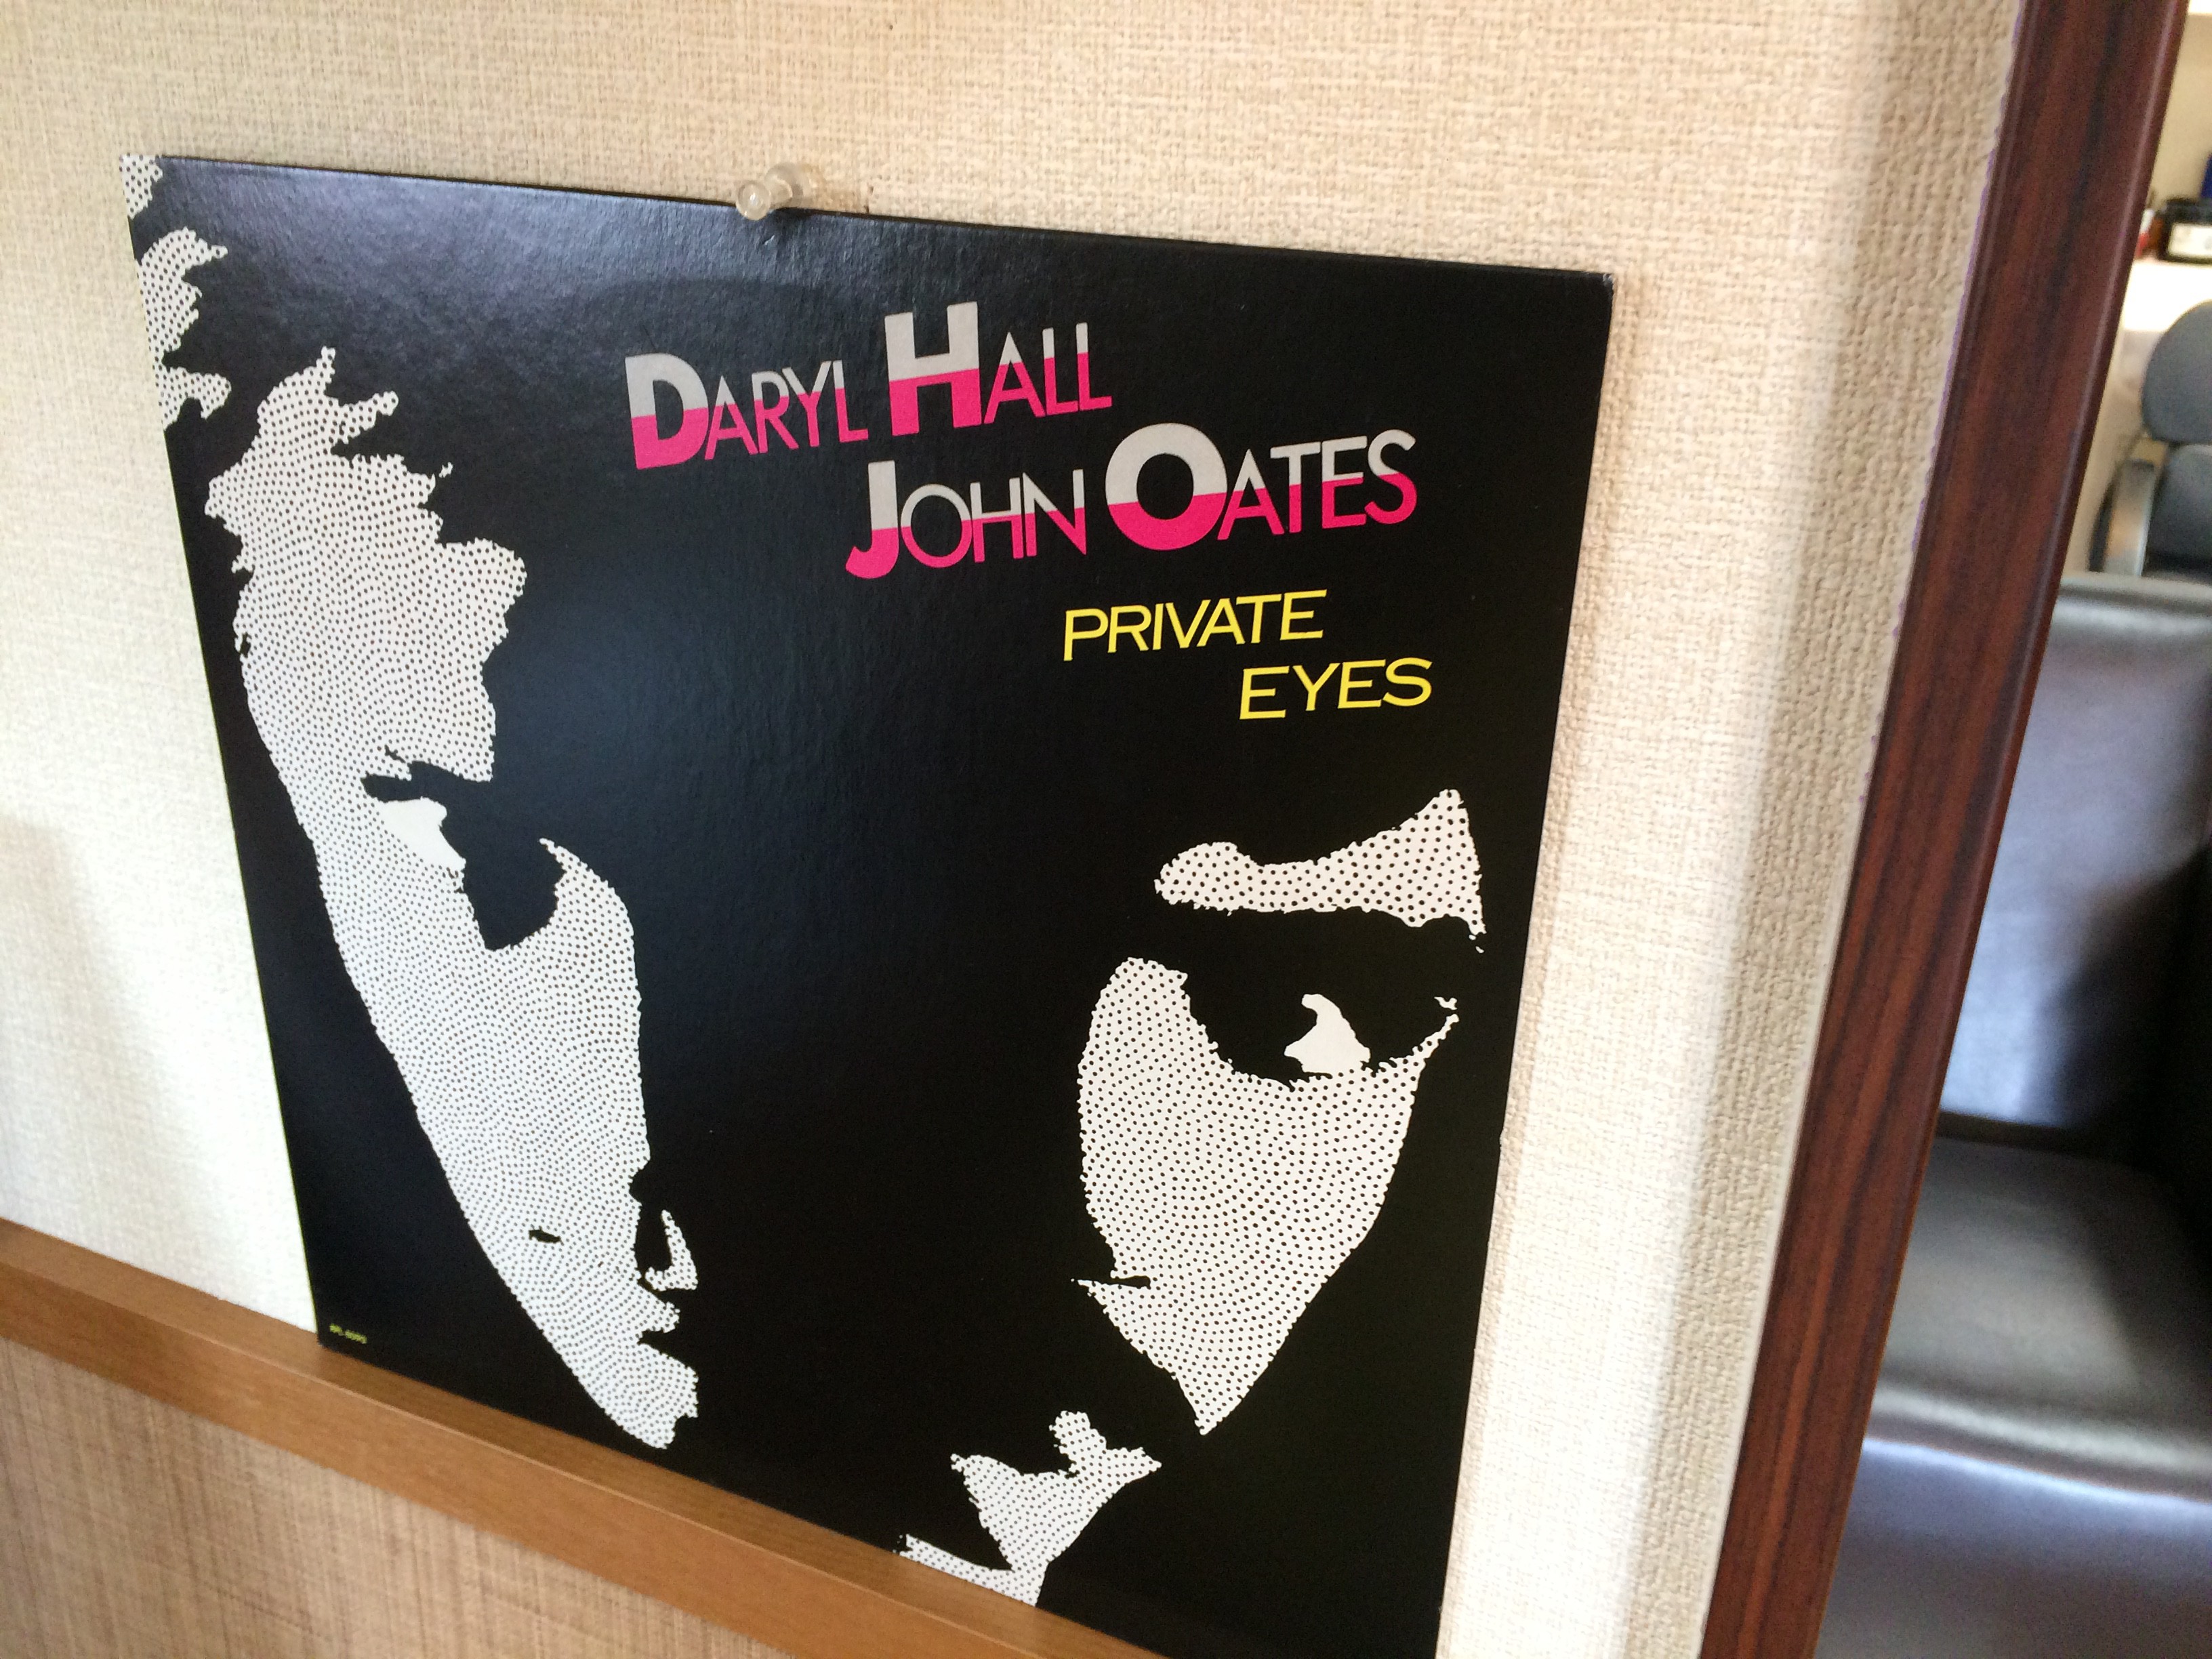 DARYL HALL
JOHN OATES
PRIVATE
EYES